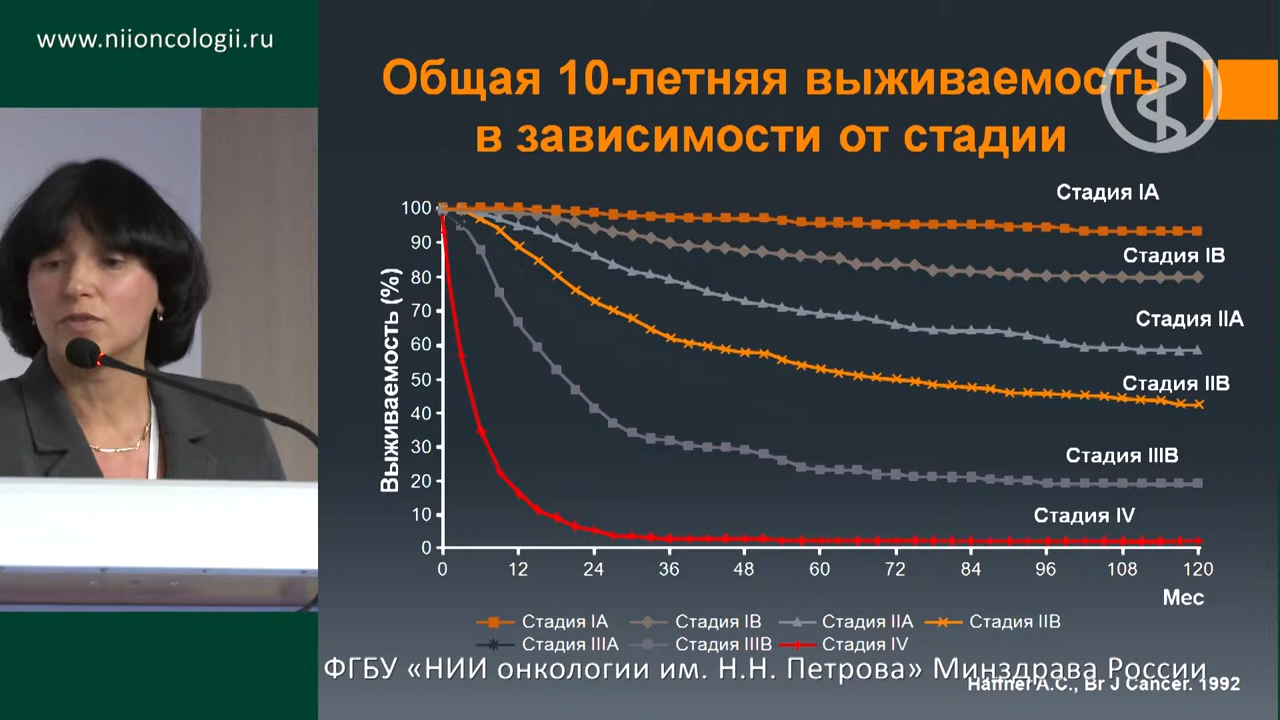 www.niioncologii.ru
Общая 10-летняя выживаемость
в зависимости от стадии
Стадия IA
Стадия IB
Стадия IIA
Стадия IIB
Стадия IIIB
Стадия IV
Выживаемость (%)
100
90
80
70
60
50
40
30
20
10
0
0 12 24 36 48 60 72 84 96 108 120
Мес
Стадия IA Стадия IB Стадия IIA Стадия IIB
Стадия IIIA Стадия IIIB Стадия IV
ФГБУ «НИИ онкологии им. Н.Н. Петрова» Минздрава России
Haffner A.C., Br J Cancer. 1992